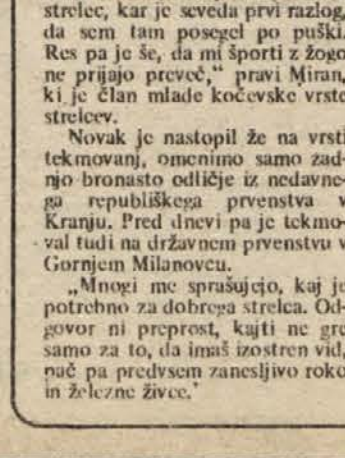 strelec, kar je seveda prvi razlog,
da sem tam posegel po puški.
Res pa je še, da mi športi z žogo
ne prijajo preveč,“ pravi Miran,
ki je član mlade kočevske vrste
strelcev.
Novak je nastopil že na vrsti
tekmovanj, omenimo samo zad-
njo bronasto odličje iz nedavne-
ga republiškega prvenstva v
Kranju. Pred dnevi pa je tekmo-
val tudi na državnem prvenstvu v
Gornjem Milanovcu.
„Mnogi me sprašujejo, kaj je
potrebno za dobrega strelca. Od-
govor ni preprost, kajti ne gre
samo za to, da imaš izostren vid,
pač pa predvsem zanesljivo roko
in železne živce.“